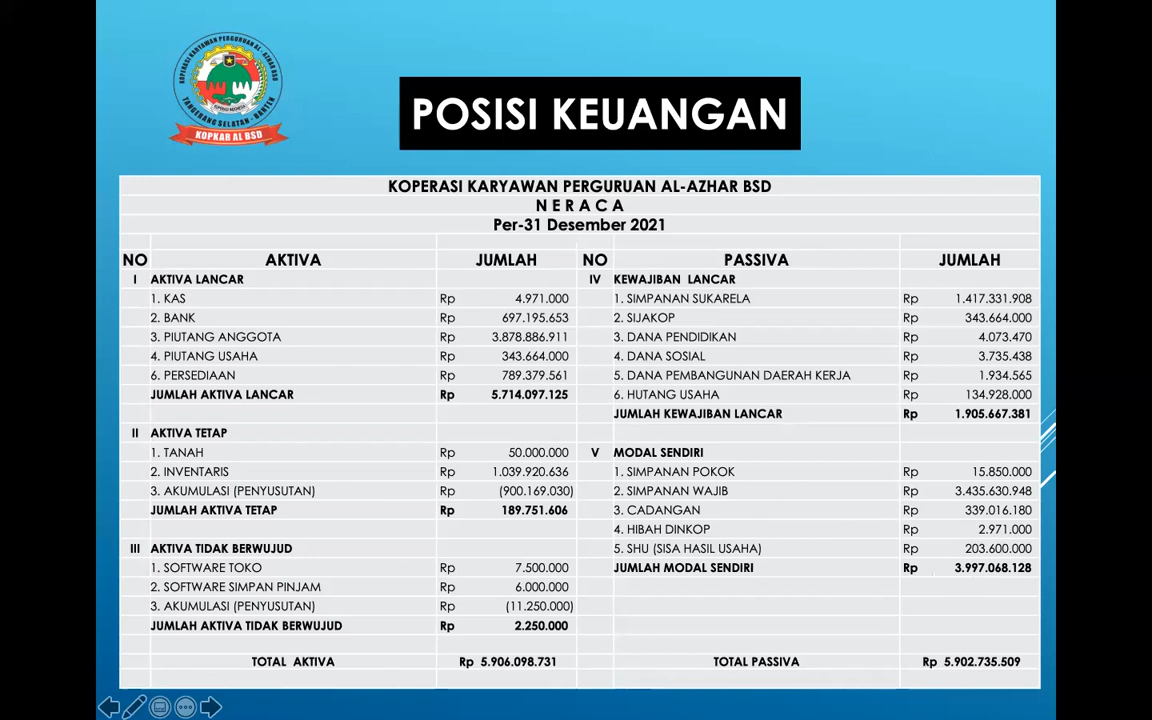 KOPERASI KARYAWAN PERGURUAN AL-AZHAR BSD
TANGERANG SELATAN - BANTEN
KOPERASI INDONESIA
KOPKAR AL BSD
POSISI KEUANGAN
KOPERASI KARYAWAN PERGURUAN AL-AZHAR BSD
N E R A C A
Per-31 Desember 2021
NO AKTIVA JUMLAH NO PASSIVA JUMLAH
I AKTIVA LANCAR IV KEWAJIBAN LANCAR
1. KAS Rp 4.971.000 1. SIMPANAN SUKARELA Rp 1.417.331.908
2. BANK Rp 697.195.653 2. SIJAKOP Rp 343.664.000
3. PIUTANG ANGGOTA Rp 3.878.886.911 3. DANA PENDIDIKAN Rp 4.073.470
4. PIUTANG USAHA Rp 343.664.000 4. DANA SOSIAL Rp 3.735.438
6. PERSEDIAAN Rp 789.379.561 5. DANA PEMBANGUNAN DAERAH KERJA Rp 1.934.565
JUMLAH AKTIVA LANCAR Rp 5.714.097.125 6. HUTANG USAHA Rp 134.928.000
JUMLAH KEWAJIBAN LANCAR Rp 1.905.667.381
II AKTIVA TETAP
1. TANAH Rp 50.000.000 V MODAL SENDIRI
2. INVENTARIS Rp 1.039.920.636 1. SIMPANAN POKOK Rp 15.850.000
3. AKUMULASI (PENYUSUTAN) Rp (900.169.030) 2. SIMPANAN WAJIB Rp 3.435.630.948
JUMLAH AKTIVA TETAP Rp 189.751.606 3. CADANGAN Rp 339.016.180
4. HIBAH DINKOP Rp 2.971.000
III AKTIVA TIDAK BERWUJUD 5. SHU (SISA HASIL USAHA) Rp 203.600.000
1. SOFTWARE TOKO Rp 7.500.000 JUMLAH MODAL SENDIRI Rp 3.997.068.128
2. SOFTWARE SIMPAN PINJAM Rp 6.000.000
3. AKUMULASI (PENYUSUTAN) Rp (11.250.000)
JUMLAH AKTIVA TIDAK BERWUJUD Rp 2.250.000
TOTAL AKTIVA Rp 5.906.098.731 TOTAL PASSIVA Rp 5.902.735.509